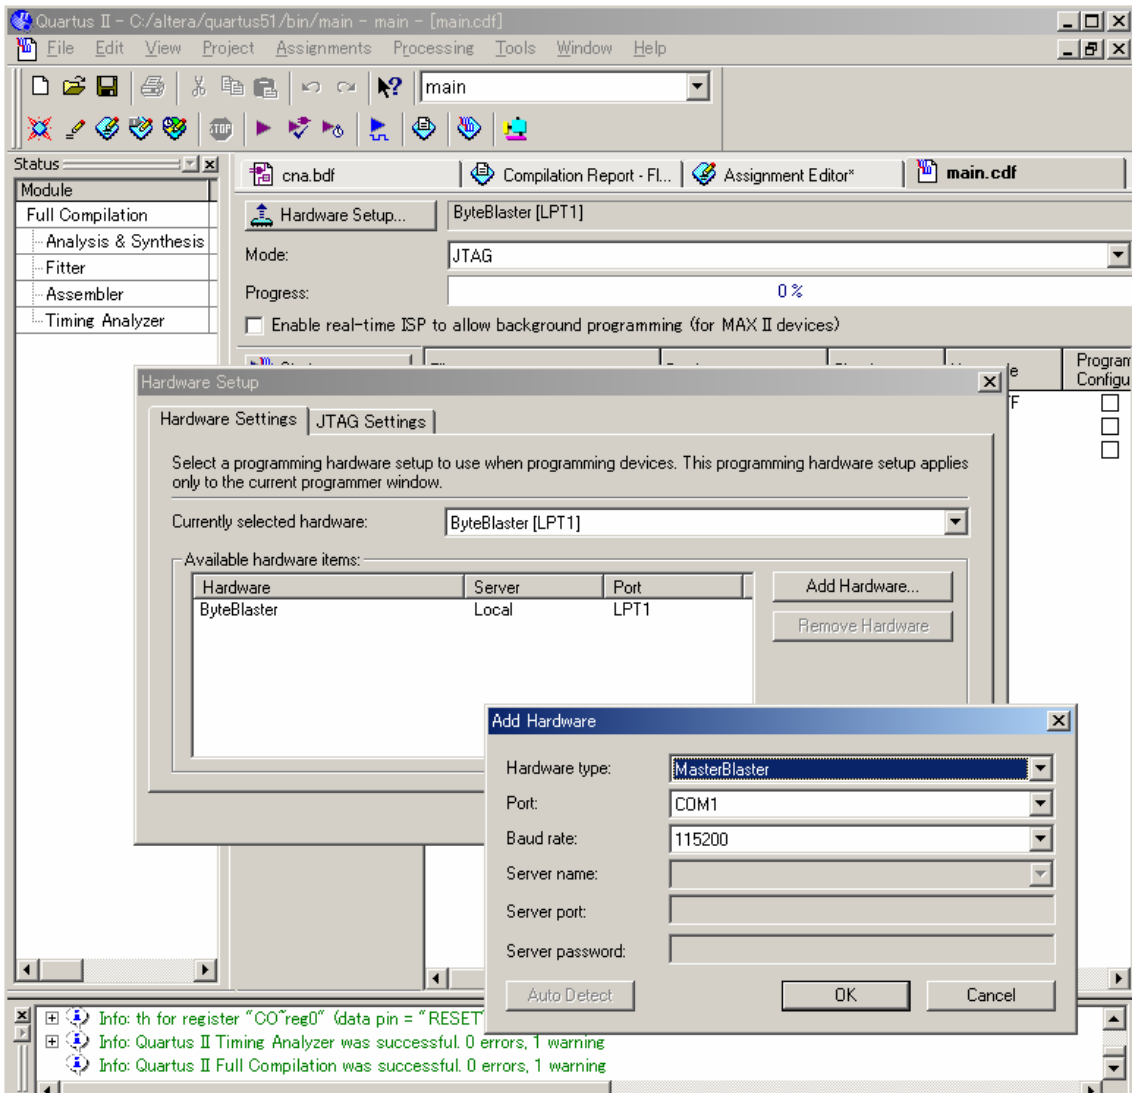 Quartus II - C:/altera/quartus51/bin/main - main - [main.cdf]
File Edit View Project Assignments Processing Tools Window Help
main
STOP
Status
Module
Full Compilation
Analysis & Synthesis
Fitter
Assembler
Timing Analyzer
cna.bdf Compilation Report - Fl... Assignment Editor* main.cdf
Hardware Setup... ByteBlaster [LPT1]
Mode: JTAG
Progress: 0 %
Enable real-time ISP to allow background programming (for MAX II devices)
Program
Configu
Hardware Setup
Hardware Settings JTAG Settings
Select a programming hardware setup to use when programming devices. This programming hardware setup applies
only to the current programmer window.
Currently selected hardware: ByteBlaster [LPT1]
Available hardware items:
Hardware Server Port
ByteBlaster Local LPT1
Add Hardware...
Remove Hardware
Add Hardware
Hardware type: MasterBlaster
Port: COM1
Baud rate: 115200
Server name:
Server port:
Server password:
Auto Detect OK Cancel
Info: th for register "CO~reg0" (data pin = "RESET
Info: Quartus II Timing Analyzer was successful. 0 errors, 1 warning
Info: Quartus II Full Compilation was successful. 0 errors, 1 warning